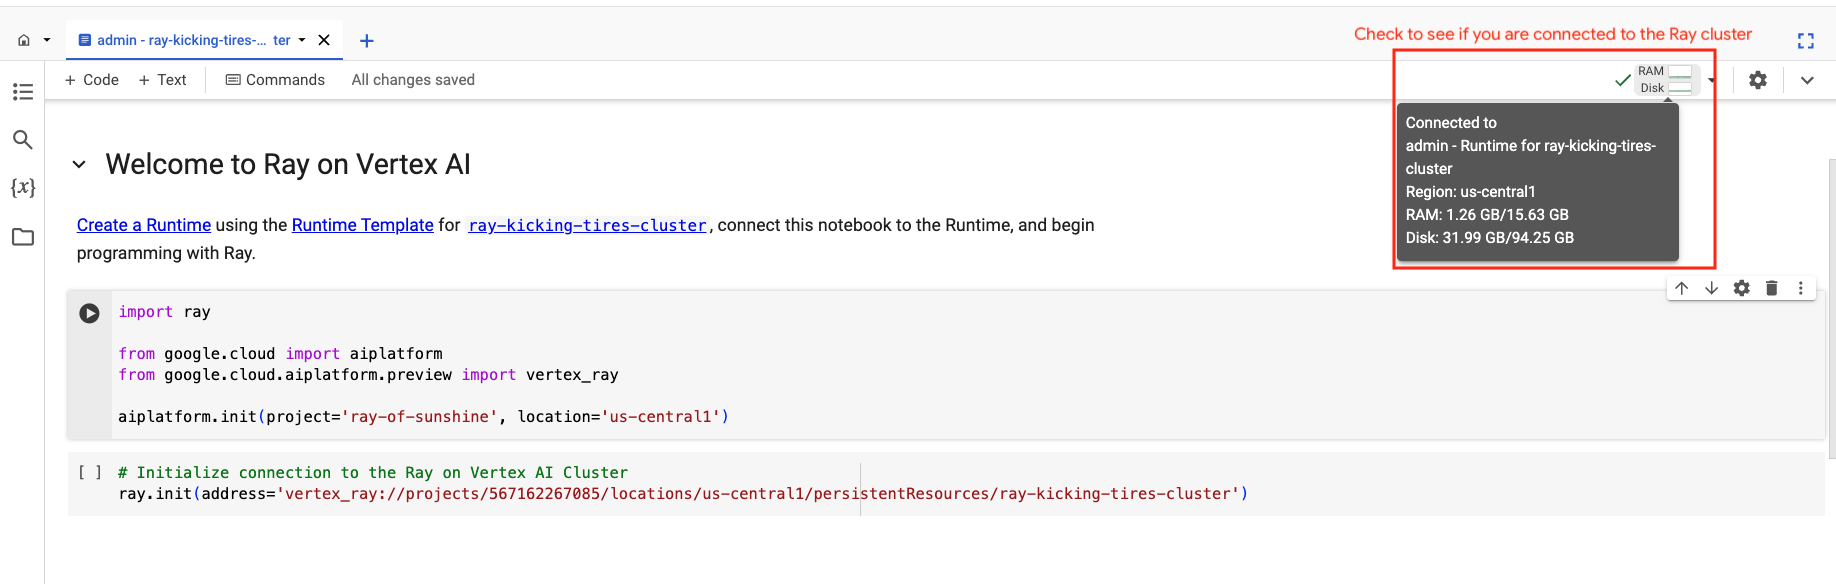 Check to see if you are connected to the Ray cluster
admin - ray-kicking-tires-... ter
+ Code + Text Commands All changes saved
RAM
Disk
Connected to
admin - Runtime for ray-kicking-tires-
cluster
Region: us-central1
RAM: 1.26 GB/15.63 GB
Disk: 31.99 GB/94.25 GB
{x}
Welcome to Ray on Vertex AI
Create a Runtime using the Runtime Template for ray-kicking-tires-cluster, connect this notebook to the Runtime, and begin
programming with Ray.
import ray
from google.cloud import aiplatform
from google.cloud.aiplatform.preview import vertex_ray
aiplatform.init(project='ray-of-sunshine', location='us-central1')
[ ] # Initialize connection to the Ray on Vertex AI Cluster
ray.init(address='vertex_ray://projects/567162267085/locations/us-central1/persistentResources/ray-kicking-tires-cluster')